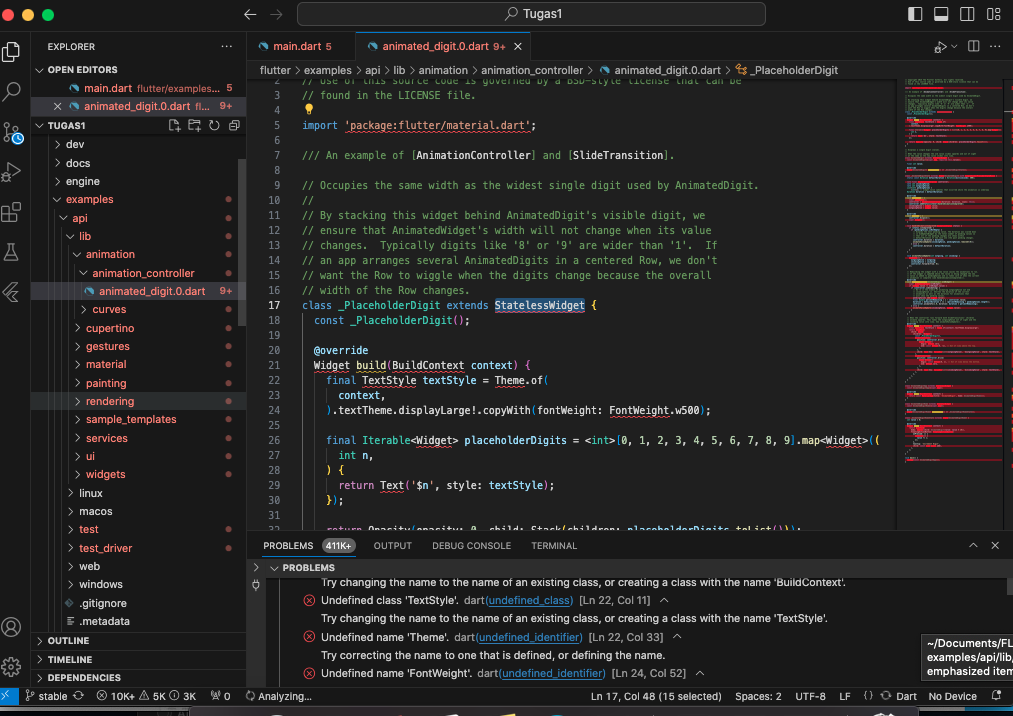 Tugas1
EXPLORER
OPEN EDITORS
main.dart flutter/examples... 5
animated_digit.0.dart fl... 9+
TUGAS1
dev
docs
engine
examples
api
lib
animation
animation_controller
animated_digit.0.dart 9+
curves
cupertino
gestures
material
painting
rendering
sample_templates
services
ui
widgets
linux
macos
test
test_driver
web
windows
.gitignore
.metadata
OUTLINE
TIMELINE
DEPENDENCIES
main.dart 5
animated_digit.0.dart 9+
flutter > examples > api > lib > animation > animation_controller > animated_digit.0.dart > _PlaceholderDigit
2 // Use of this source code is governed by a BSD-style license that can be
3 // found in the LICENSE file.
4
5 import 'package:flutter/material.dart';
6
7 /// An example of [AnimationController] and [SlideTransition].
8
9 // Occupies the same width as the widest single digit used by AnimatedDigit.
10 //
11 // By stacking this widget behind AnimatedDigit's visible digit, we
12 // ensure that AnimatedWidget's width will not change when its value
13 // changes.  Typically digits like '8' or '9' are wider than '1'.  If
14 // an app arranges several AnimatedDigits in a centered Row, we don't
15 // want the Row to wiggle when the digits change because the overall
16 // width of the Row changes.
17 class _PlaceholderDigit extends StatelessWidget {
18 const _PlaceholderDigit();
19
20 @override
21 Widget build(BuildContext context) {
22 final TextStyle textStyle = Theme.of(
23 context,
24 ).textTheme.displayLarge!.copyWith(fontWeight: FontWeight.w500);
25
26 final Iterable<Widget> placeholderDigits = <int>[0, 1, 2, 3, 4, 5, 6, 7, 8, 9].map<Widget>((
27 int n,
28 ) {
29 return Text('$n', style: textStyle);
30 });
31
32 return Opacity(opacity: 0, child: Stack(children: placeholderDigits.toList()));
PROBLEMS 411K+ OUTPUT DEBUG CONSOLE TERMINAL
PROBLEMS
Try changing the name to the name of an existing class, or creating a class with the name 'BuildContext'.
Undefined class 'TextStyle'. dart(undefined_class) [Ln 22, Col 11]
Try changing the name to the name of an existing class, or creating a class with the name 'TextStyle'.
Undefined name 'Theme'. dart(undefined_identifier) [Ln 22, Col 33]
Try correcting the name to one that is defined, or defining the name.
Undefined name 'FontWeight'. dart(undefined_identifier) [Ln 24, Col 52]
~/Documents/FL
examples/api/lib,
emphasized item
stable 10K+ 5K 3K 0 Analyzing... Ln 17, Col 48 (15 selected) Spaces: 2 UTF-8 LF {} Dart No Device